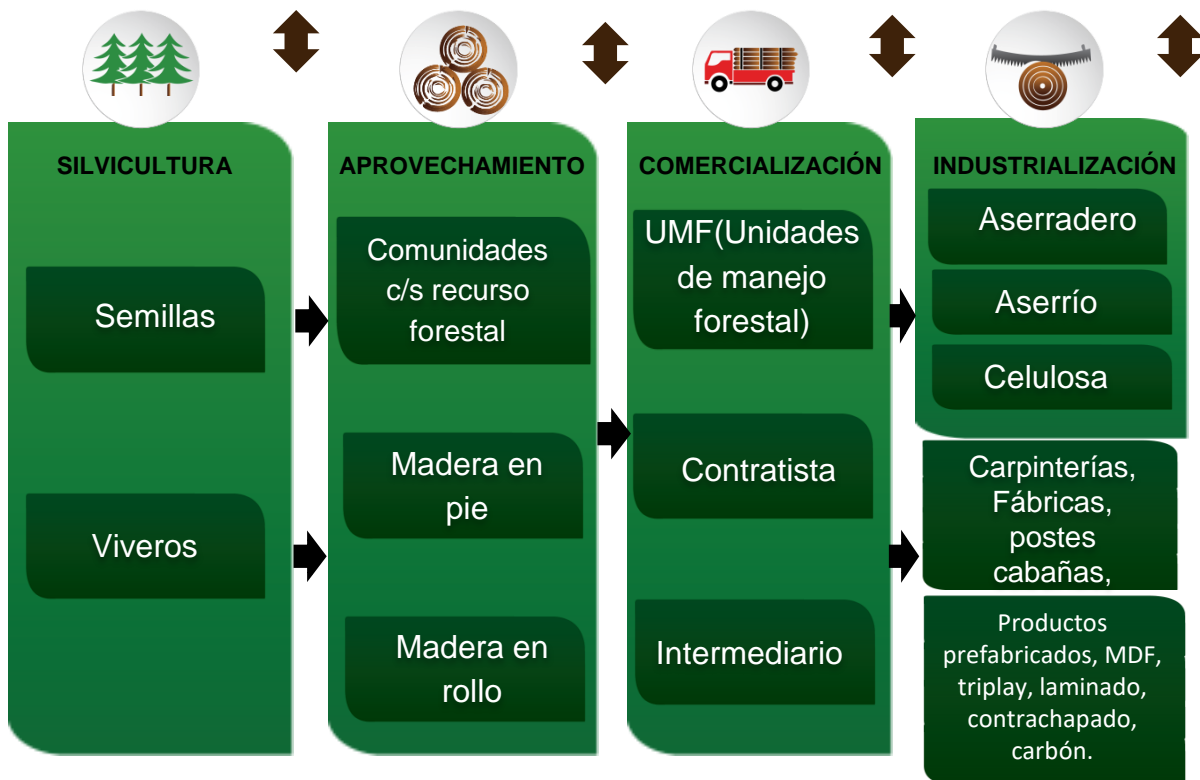 SILVICULTURA
Semillas
Viveros
APROVECHAMIENTO
Comunidades
c/s recurso
forestal
Madera en
pie
Madera en
rollo
COMERCIALIZACIÓN
UMF(Unidades
de manejo
forestal)
Contratista
Intermediario
INDUSTRIALIZACIÓN
Aserradero
Aserrío
Celulosa
Carpinterías,
Fábricas,
postes
cabañas,
Productos
prefabricados, MDF,
triplay, laminado,
contrachapado,
carbón.